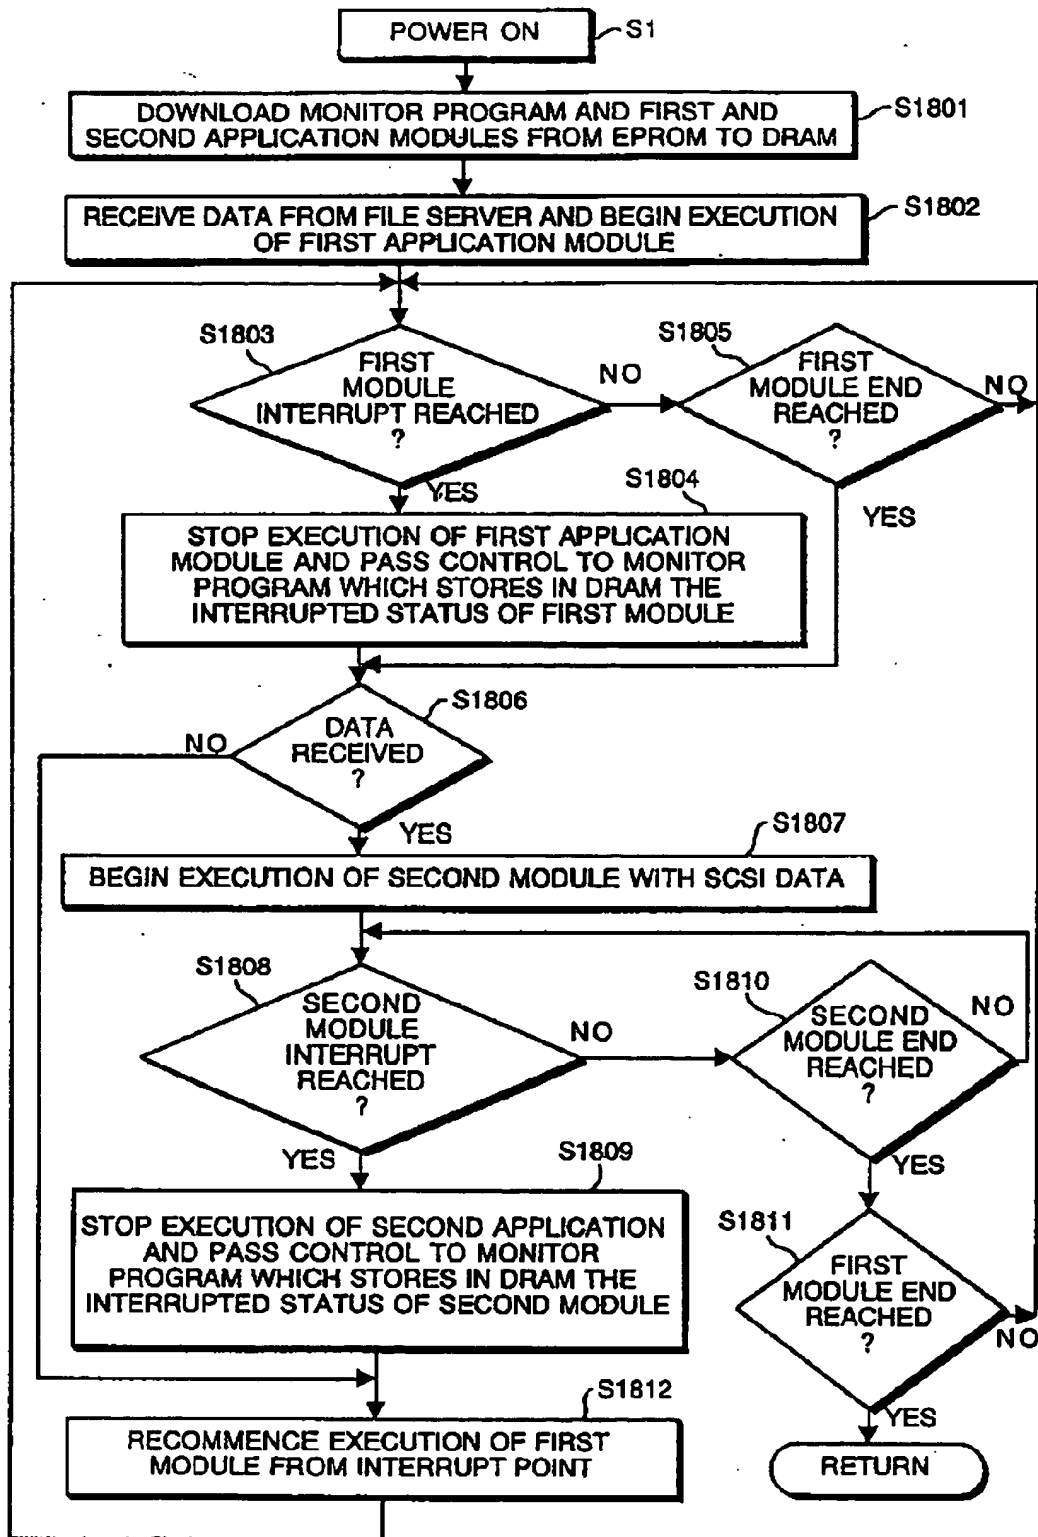 POWER ON
S1
DOWNLOAD MONITOR PROGRAM AND FIRST AND
SECOND APPLICATION MODULES FROM EPROM TO DRAM
S1801
RECEIVE DATA FROM FILE SERVER AND BEGIN EXECUTION
OF FIRST APPLICATION MODULE
S1802
S1803
FIRST
MODULE
INTERRUPT REACHED
?
NO
YES
S1805
FIRST
MODULE END
REACHED
?
NO
YES
S1804
STOP EXECUTION OF FIRST APPLICATION
MODULE AND PASS CONTROL TO MONITOR
PROGRAM WHICH STORES IN DRAM THE
INTERRUPTED STATUS OF FIRST MODULE
S1806
DATA
RECEIVED
?
NO
YES
S1807
BEGIN EXECUTION OF SECOND MODULE WITH SCSI DATA
S1808
SECOND
MODULE
INTERRUPT
REACHED
?
NO
YES
S1810
SECOND
MODULE END
REACHED
?
NO
YES
S1809
STOP EXECUTION OF SECOND APPLICATION
AND PASS CONTROL TO MONITOR
PROGRAM WHICH STORES IN DRAM THE
INTERRUPTED STATUS OF SECOND MODULE
S1811
FIRST
MODULE END
REACHED
?
NO
YES
S1812
RECOMMENCE EXECUTION OF FIRST
MODULE FROM INTERRUPT POINT
RETURN